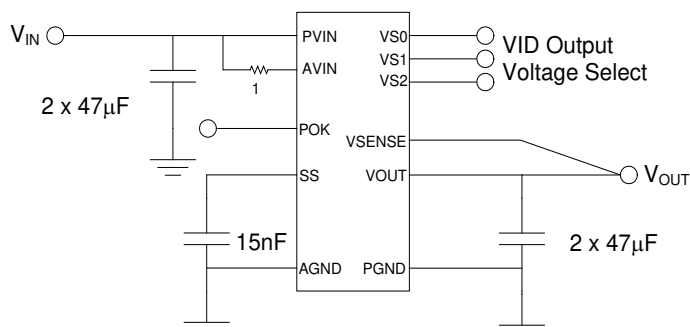 VIN
PVIN
VS0
VID Output
VS1
Voltage Select
AVIN
VS2
1
2 x 47μF
POK
VSENSE
SS
VOUT
VOUT
15nF
2 x 47μF
AGND
PGND